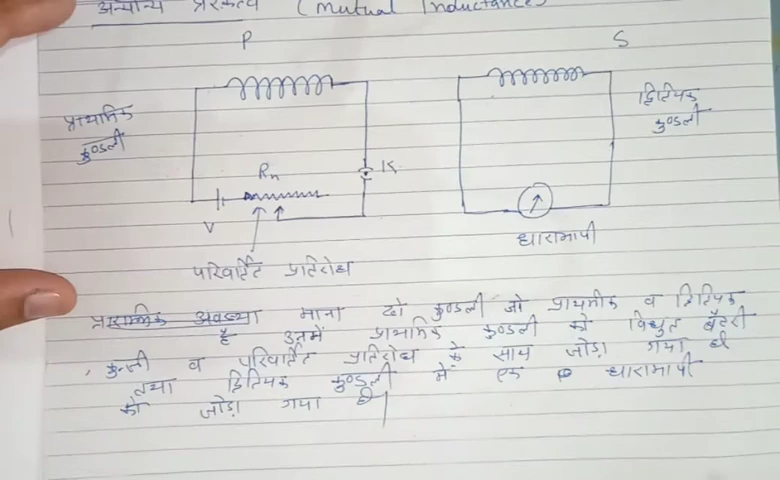 अन्योन्य प्रेरकत्व (Mutual Inductance)
P
S
प्राथमिक
कुण्डली
द्वितियक
कुण्डली
Rn
K
V
धारामापी
परिवर्तित प्रतिरोध
प्रारम्भिक अवस्था माना दो कुण्डली जो प्राथमीक व द्वितियक
है उनमें प्राथमिक कुण्डली को विधुत बैटरी
, कुन्जी व परिवर्तित प्रतिरोध के साथ जोड़ा गया है
तथा द्वितियक कुण्डली में एक धारामापी
को जोड़ा गया है।